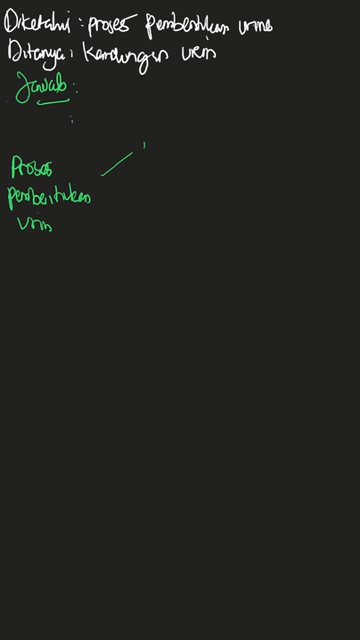 Diketahui : proses pembentukan urine
Ditanya : Kandungan urin
Jawab :
Proses
pembentukan
urin